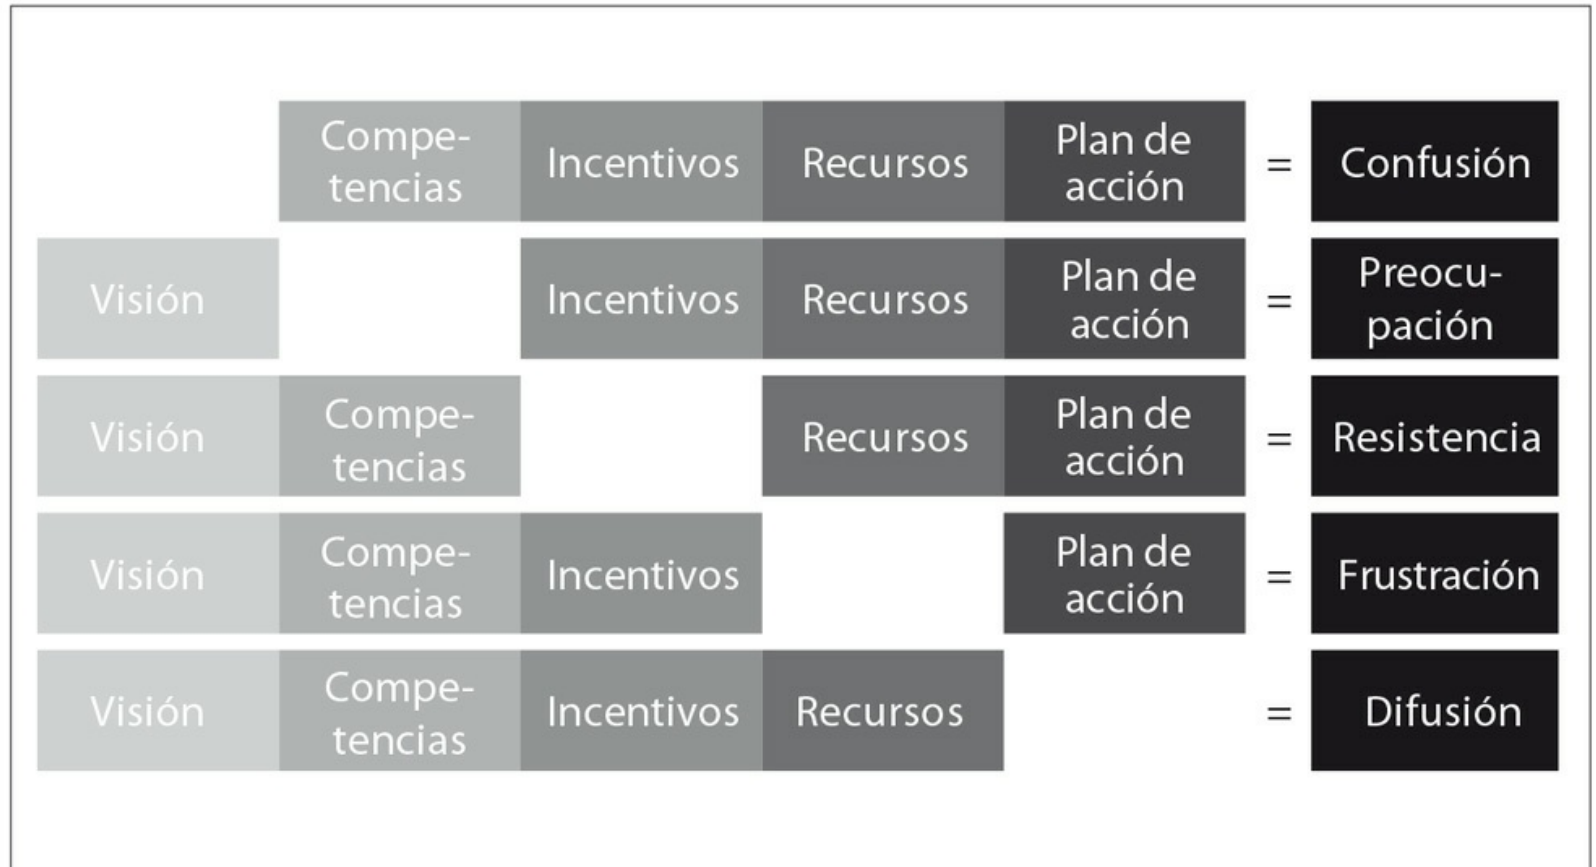 Compe- Incentivos Recursos Plan de = Confusión
tencias acción
Visión Incentivos Recursos Plan de = Preocu-
acción pación
Visión Compe- Recursos Plan de = Resistencia
tencias acción
Visión Compe- Incentivos Plan de = Frustración
tencias acción
Visión Compe- Incentivos Recursos = Difusión
tencias